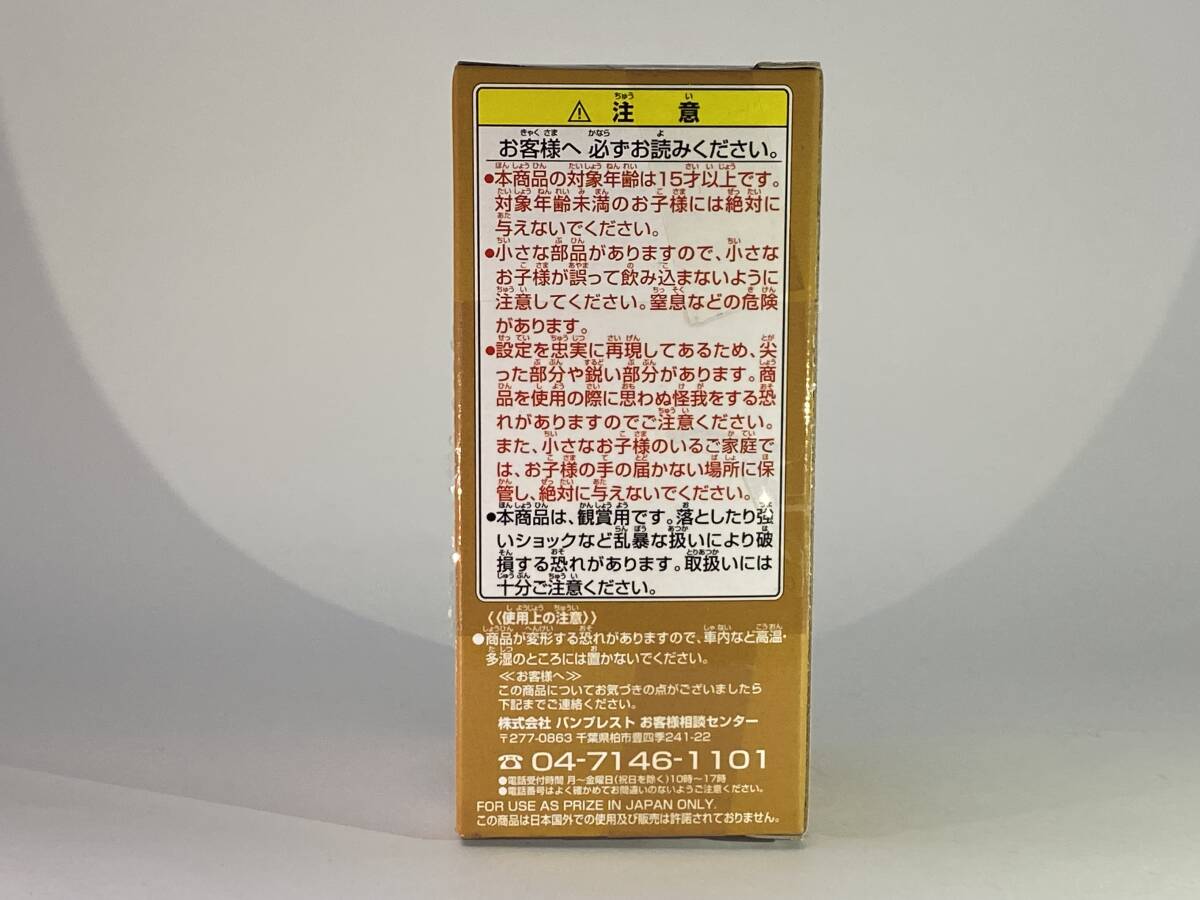 ⚠ 注意
お客様へ 必ずお読みください。
●本商品の対象年齢は15才以上です。
対象年齢未満のお子様には絶対に
与えないでください。
●小さな部品がありますので、小さな
お子様が誤って飲み込まないように
注意してください。窒息などの危険
があります。
●設定を忠実に再現してあるため、尖
った部分や鋭い部分があります。商
品を使用の際に思わぬ怪我をする恐
れがありますのでご注意ください。
また、小さなお子様のいるご家庭で
は、お子様の手の届かない場所に保
管し、絶対に与えないでください。
●本商品は、観賞用です。落としたり強
いショックなど乱暴な扱いにより破
損する恐れがあります。取扱いには
十分ご注意ください。
《使用上の注意》
●商品が変形する恐れがありますので、車内など高温・
多湿のところには置かないでください。
≪お客様へ≫
この商品についてお気づきの点がございましたら
下記までご連絡ください。
株式会社 バンプレスト お客様相談センター
〒277-0863 千葉県柏市豊四季241-22
☎ 04-7146-1101
●電話受付時間 月〜金曜日(祝日を除く)10時〜17時
●電話番号はよく確かめてお間違いのないようご注意ください。
FOR USE AS PRIZE IN JAPAN ONLY.
この商品は日本国外での使用及び販売は許諾されておりません。